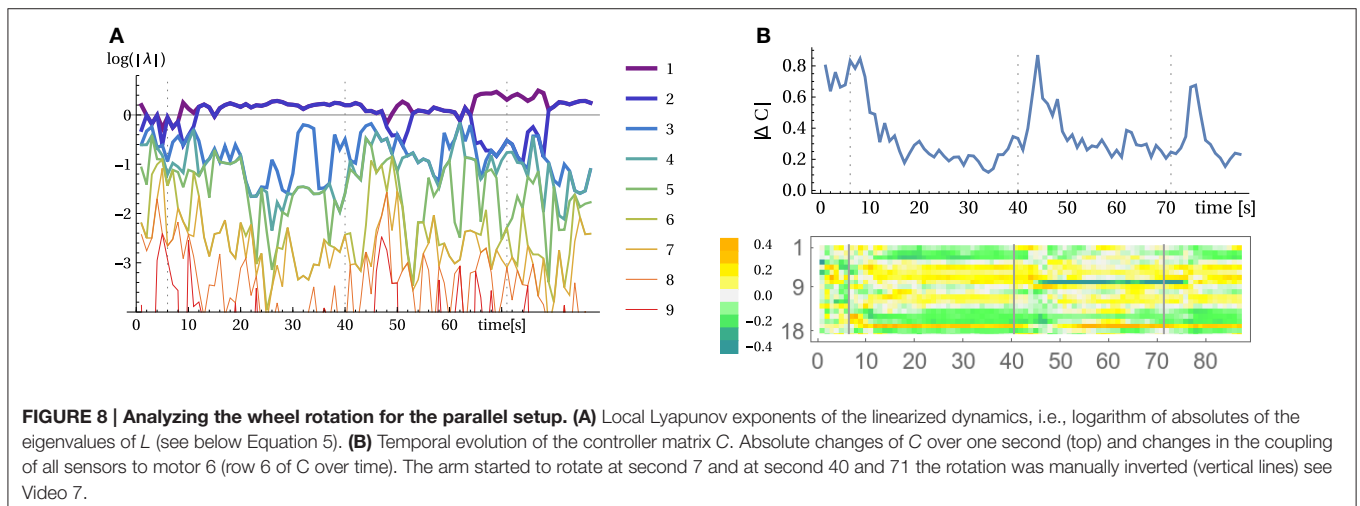 A
log(|λ|)
0
−1
−2
−3
0 10 20 30 40 50 60 time[s]
1
2
3
4
5
6
7
8
9
B
|Δ C|
0.8
0.6
0.4
0.2
0.0
0 10 20 30 40 50 60 70 time [s]
0.4
0.2
0.0
−0.2
−0.4
1
9
18
0 10 20 30 40 50 60 70 80
FIGURE 8 | Analyzing the wheel rotation for the parallel setup. (A) Local Lyapunov exponents of the linearized dynamics, i.e., logarithm of absolutes of the
eigenvalues of L (see below Equation 5). (B) Temporal evolution of the controller matrix C. Absolute changes of C over one second (top) and changes in the coupling
of all sensors to motor 6 (row 6 of C over time). The arm started to rotate at second 7 and at second 40 and 71 the rotation was manually inverted (vertical lines) see
Video 7.